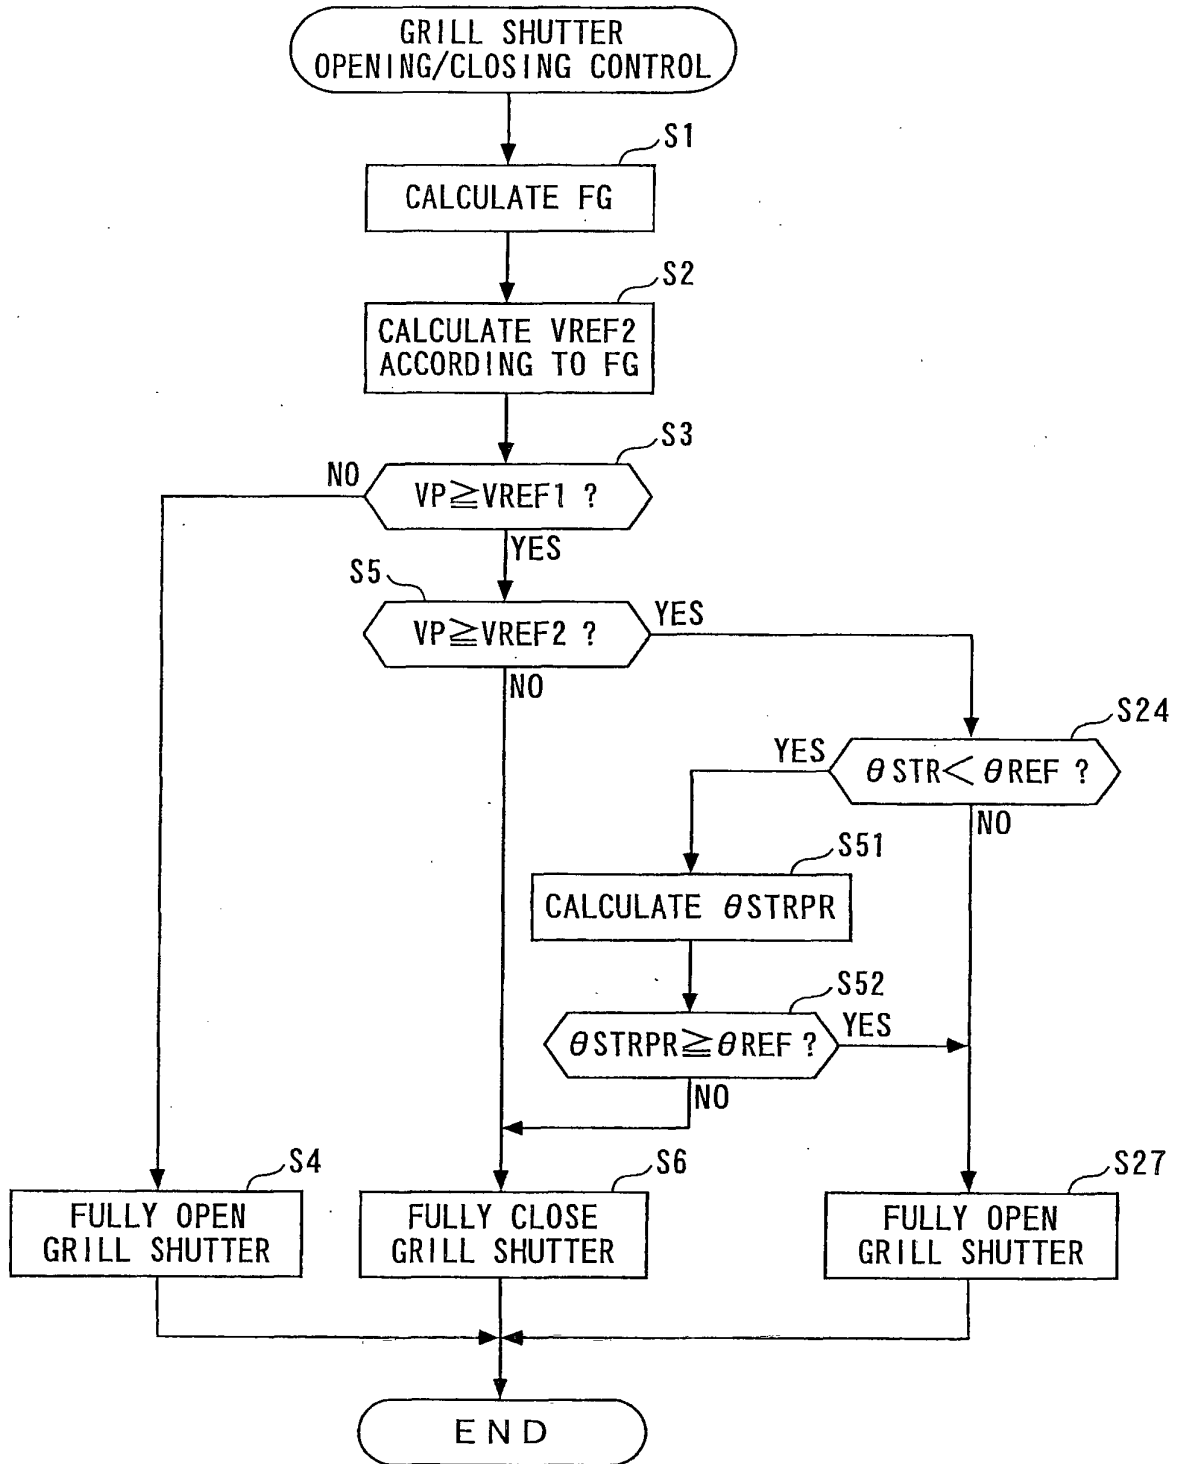 GRILL SHUTTER
OPENING/CLOSING CONTROL
S1
CALCULATE FG
S2
CALCULATE VREF2
ACCORDING TO FG
S3
NO
VP≧VREF1 ?
YES
S5
VP≧VREF2 ?
YES
NO
S24
YES
θSTR<θREF ?
NO
S51
CALCULATE θSTRPR
S52
θSTRPR≧θREF ?
YES
NO
S4
FULLY OPEN
GRILL SHUTTER
S6
FULLY CLOSE
GRILL SHUTTER
S27
FULLY OPEN
GRILL SHUTTER
END